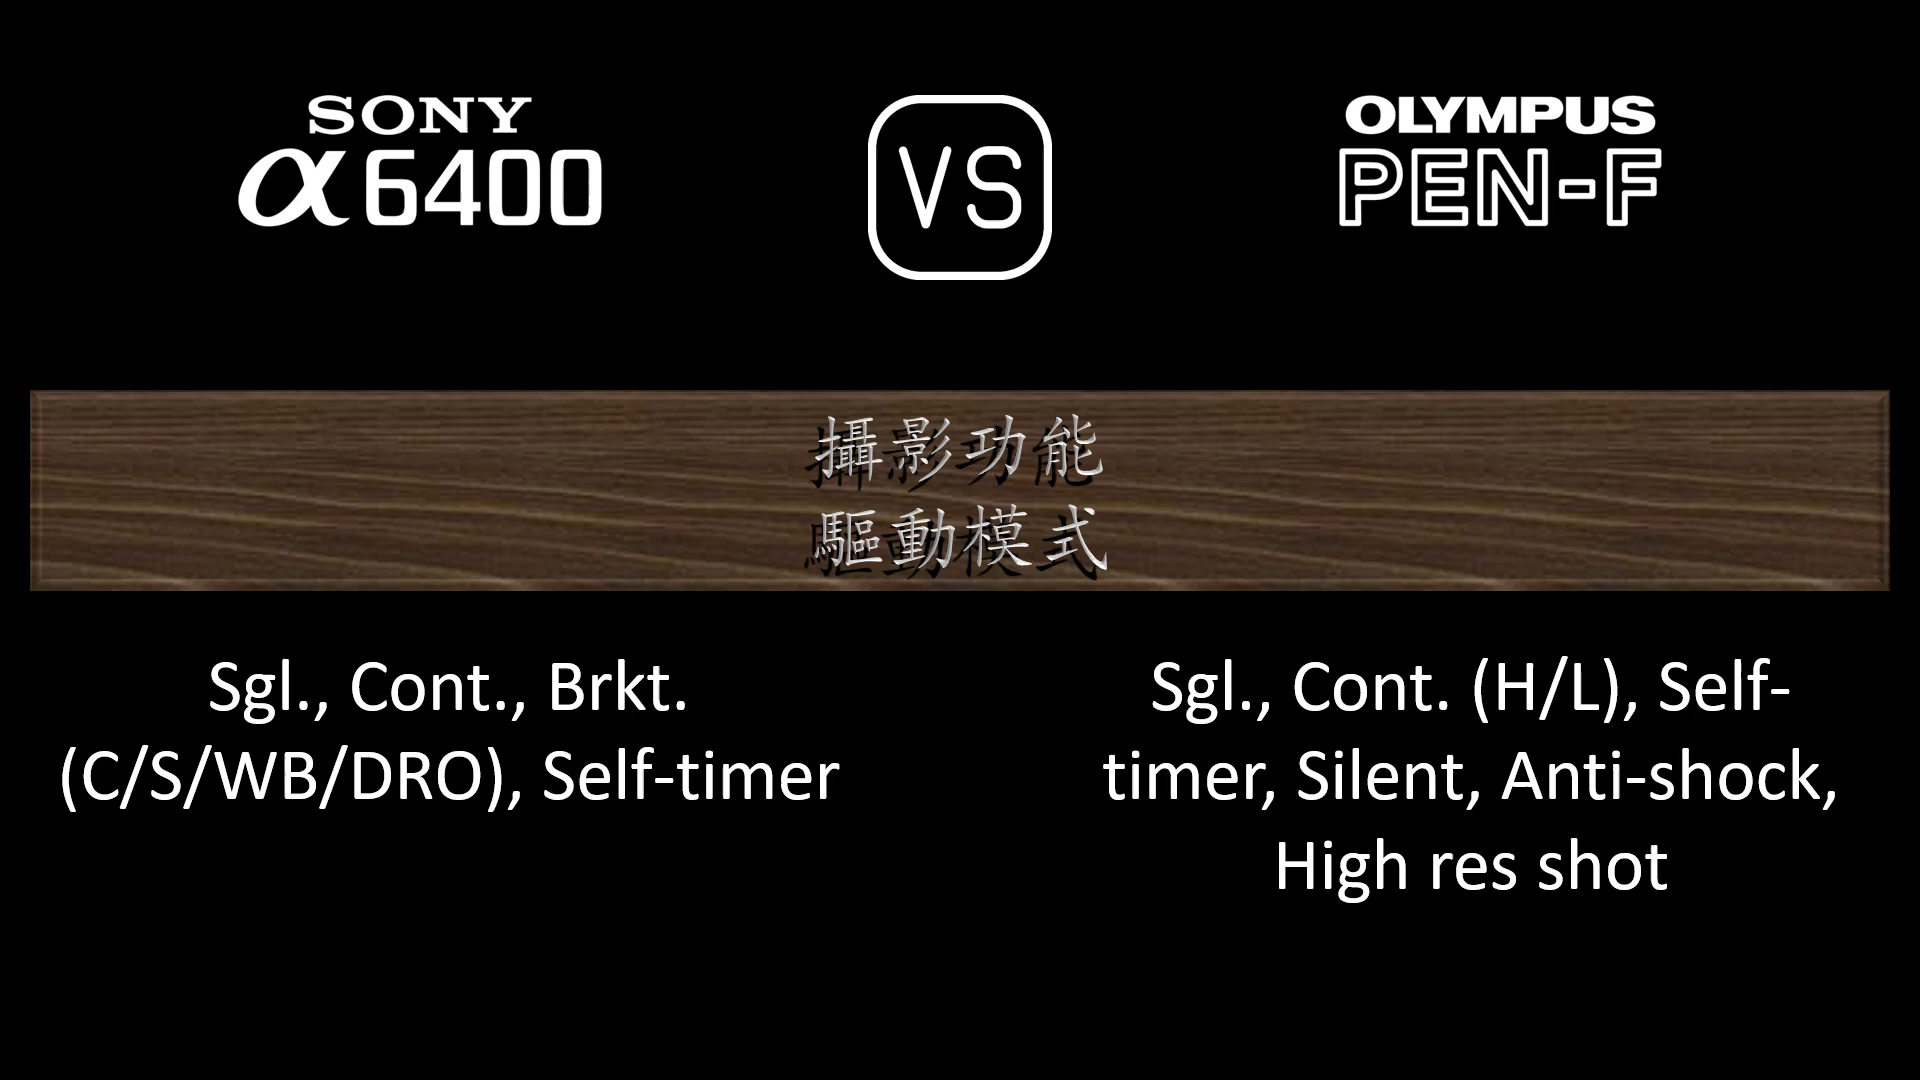 SONY
α6400
VS
OLYMPUS
PEN-F
攝影功能
驅動模式
Sgl., Cont., Brkt.
(C/S/WB/DRO), Self-timer
Sgl., Cont. (H/L), Self-
timer, Silent, Anti-shock,
High res shot